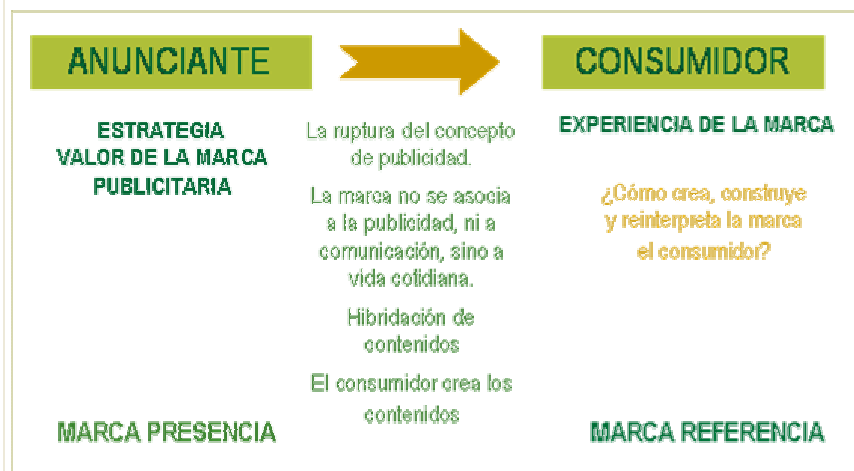 ANUNCIANTE
CONSUMIDOR
ESTRATEGIA
VALOR DE LA MARCA
PUBLICITARIA
La ruptura del concepto
de publicidad.
La marca no se asocia
a la publicidad, ni a
comunicación, sino a
vida cotidiana.
Hibridación de
contenidos
El consumidor crea los
contenidos
EXPERIENCIA DE LA MARCA
¿Cómo crea, construye
y reinterpreta la marca
el consumidor?
MARCA PRESENCIA
MARCA REFERENCIA